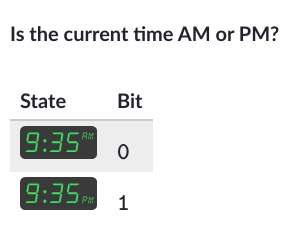 Is the current time AM or PM?
State Bit
9:35 AM 0
9:35 PM 1